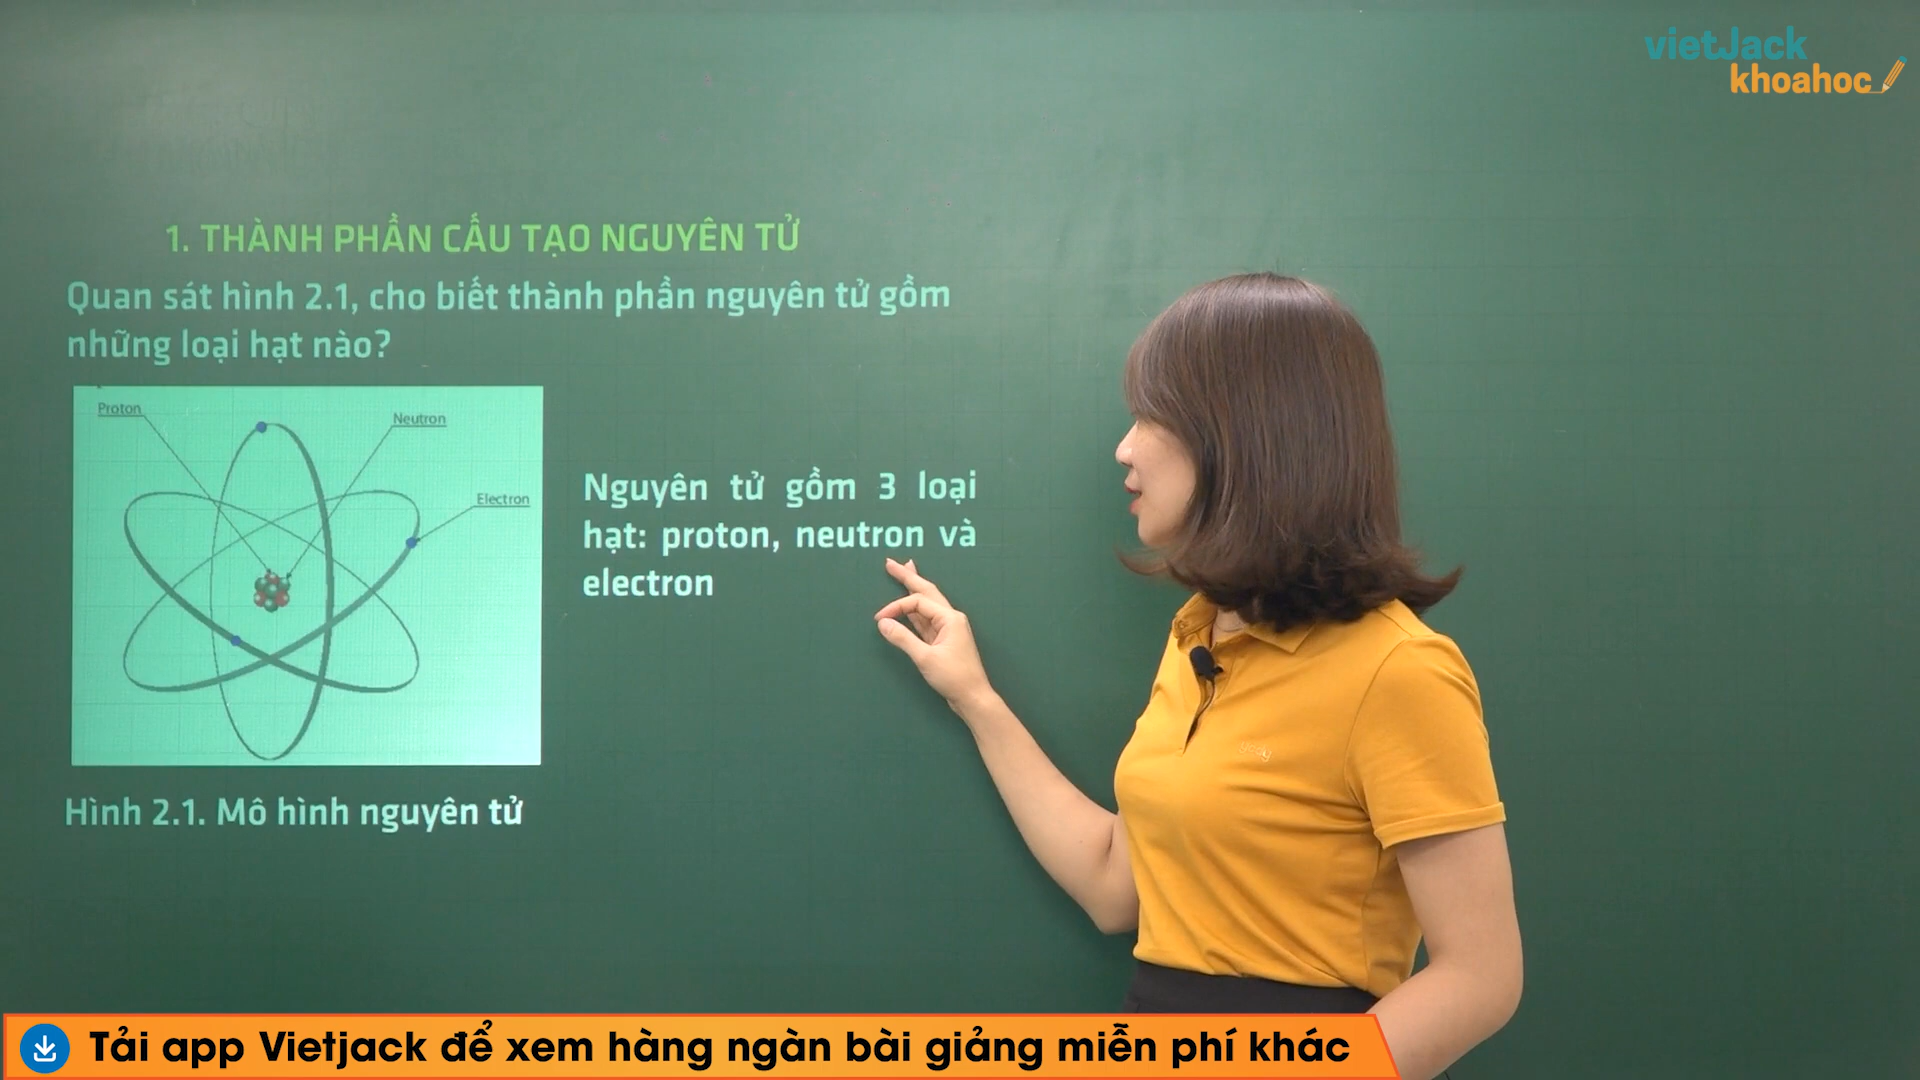 vietJack
khoahoc
1. THÀNH PHẦN CẤU TẠO NGUYÊN TỬ
Quan sát hình 2.1, cho biết thành phần nguyên tử gồm
những loại hạt nào?
Proton
Neutron
Electron
Nguyên tử gồm 3 loại
hạt: proton, neutron và
electron
Hình 2.1. Mô hình nguyên tử
yody
Tải app Vietjack để xem hàng ngàn bài giảng miễn phí khác